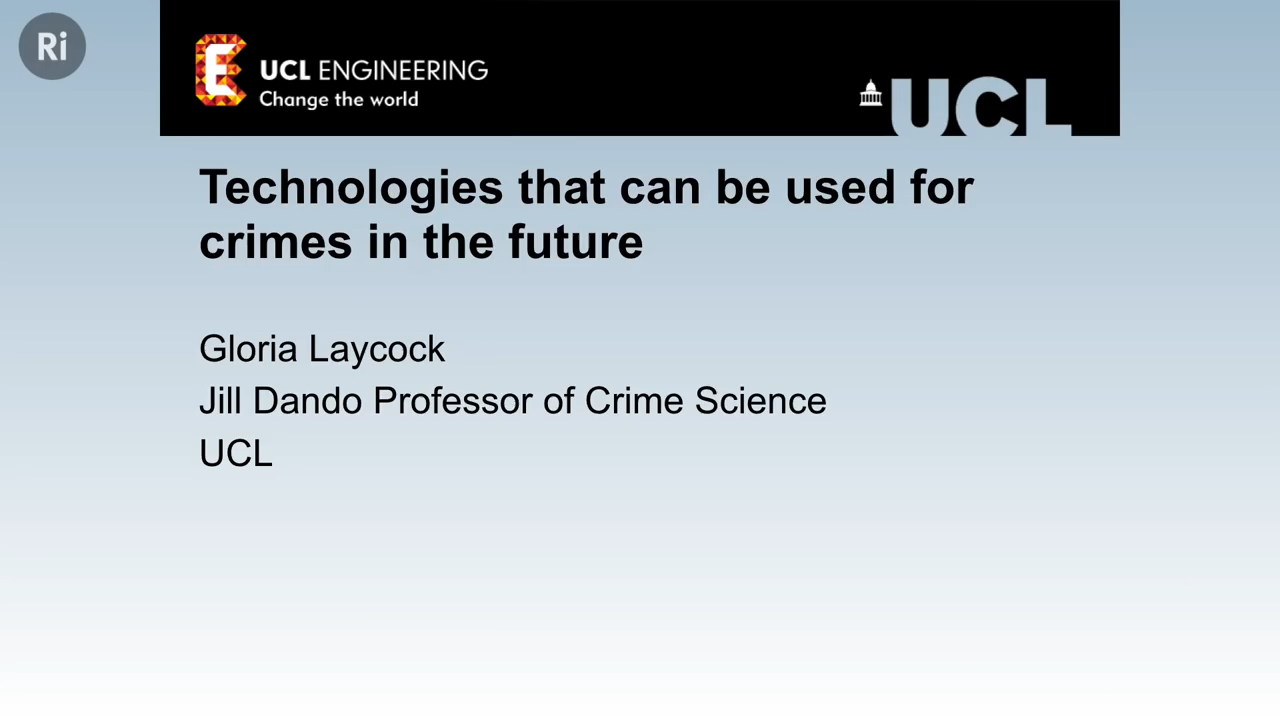 Ri
UCL ENGINEERING
Change the world
UCL
Technologies that can be used for
crimes in the future
Gloria Laycock
Jill Dando Professor of Crime Science
UCL